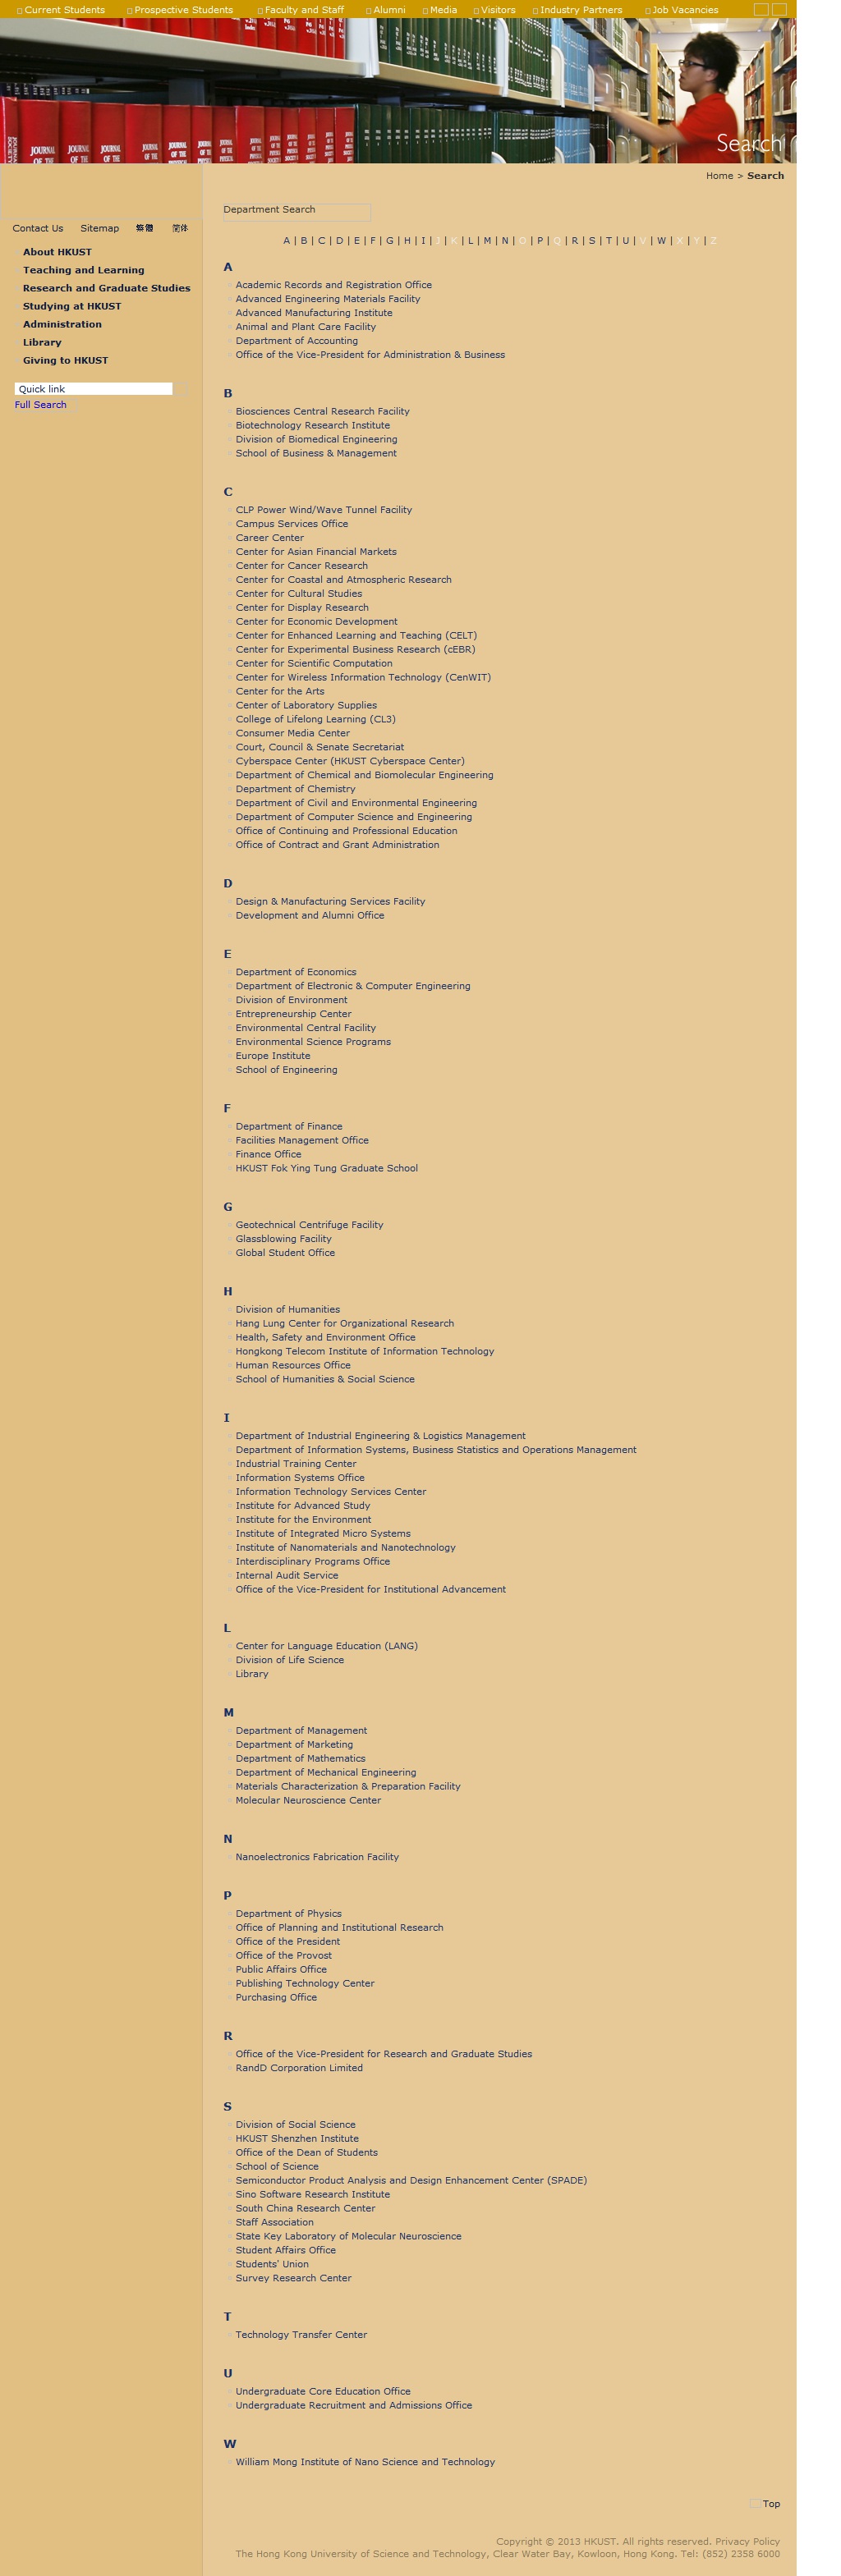 Current Students Prospective Students Faculty and Staff Alumni Media Visitors Industry Partners Job Vacancies
JOURNAL OF THE
JOURNAL OF THE
JOURNAL OF THE
JOURNAL OF THE
Search
Home > Search
Contact Us Sitemap 繁體 简体
About HKUST
Teaching and Learning
Research and Graduate Studies
Studying at HKUST
Administration
Library
Giving to HKUST
Quick link
Full Search
Department Search
A | B | C | D | E | F | G | H | I | J | K | L | M | N | O | P | Q | R | S | T | U | V | W | X | Y | Z
A
Academic Records and Registration Office
Advanced Engineering Materials Facility
Advanced Manufacturing Institute
Animal and Plant Care Facility
Department of Accounting
Office of the Vice-President for Administration & Business
B
Biosciences Central Research Facility
Biotechnology Research Institute
Division of Biomedical Engineering
School of Business & Management
C
CLP Power Wind/Wave Tunnel Facility
Campus Services Office
Career Center
Center for Asian Financial Markets
Center for Cancer Research
Center for Coastal and Atmospheric Research
Center for Cultural Studies
Center for Display Research
Center for Economic Development
Center for Enhanced Learning and Teaching (CELT)
Center for Experimental Business Research (cEBR)
Center for Scientific Computation
Center for Wireless Information Technology (CenWIT)
Center for the Arts
Center of Laboratory Supplies
College of Lifelong Learning (CL3)
Consumer Media Center
Court, Council & Senate Secretariat
Cyberspace Center (HKUST Cyberspace Center)
Department of Chemical and Biomolecular Engineering
Department of Chemistry
Department of Civil and Environmental Engineering
Department of Computer Science and Engineering
Office of Continuing and Professional Education
Office of Contract and Grant Administration
D
Design & Manufacturing Services Facility
Development and Alumni Office
E
Department of Economics
Department of Electronic & Computer Engineering
Division of Environment
Entrepreneurship Center
Environmental Central Facility
Environmental Science Programs
Europe Institute
School of Engineering
F
Department of Finance
Facilities Management Office
Finance Office
HKUST Fok Ying Tung Graduate School
G
Geotechnical Centrifuge Facility
Glassblowing Facility
Global Student Office
H
Division of Humanities
Hang Lung Center for Organizational Research
Health, Safety and Environment Office
Hongkong Telecom Institute of Information Technology
Human Resources Office
School of Humanities & Social Science
I
Department of Industrial Engineering & Logistics Management
Department of Information Systems, Business Statistics and Operations Management
Industrial Training Center
Information Systems Office
Information Technology Services Center
Institute for Advanced Study
Institute for the Environment
Institute of Integrated Micro Systems
Institute of Nanomaterials and Nanotechnology
Interdisciplinary Programs Office
Internal Audit Service
Office of the Vice-President for Institutional Advancement
L
Center for Language Education (LANG)
Division of Life Science
Library
M
Department of Management
Department of Marketing
Department of Mathematics
Department of Mechanical Engineering
Materials Characterization & Preparation Facility
Molecular Neuroscience Center
N
Nanoelectronics Fabrication Facility
P
Department of Physics
Office of Planning and Institutional Research
Office of the President
Office of the Provost
Public Affairs Office
Publishing Technology Center
Purchasing Office
R
Office of the Vice-President for Research and Graduate Studies
RandD Corporation Limited
S
Division of Social Science
HKUST Shenzhen Institute
Office of the Dean of Students
School of Science
Semiconductor Product Analysis and Design Enhancement Center (SPADE)
Sino Software Research Institute
South China Research Center
Staff Association
State Key Laboratory of Molecular Neuroscience
Student Affairs Office
Students' Union
Survey Research Center
T
Technology Transfer Center
U
Undergraduate Core Education Office
Undergraduate Recruitment and Admissions Office
W
William Mong Institute of Nano Science and Technology
Top
Copyright © 2013 HKUST. All rights reserved. Privacy Policy
The Hong Kong University of Science and Technology, Clear Water Bay, Kowloon, Hong Kong. Tel: (852) 2358 6000